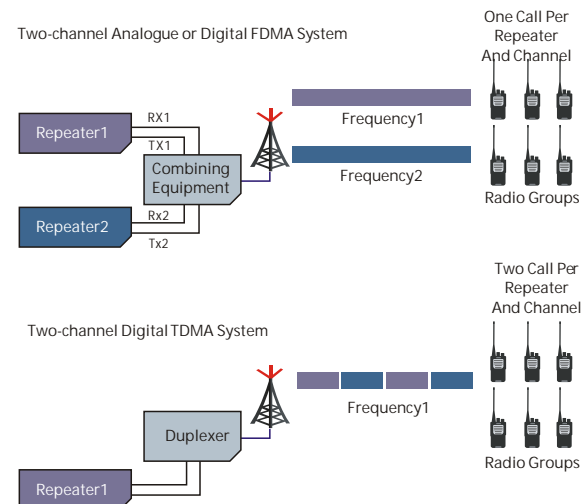 Two-channel Analogue or Digital FDMA System
One Call Per
Repeater
And Channel
Repeater1
RX1
TX1
Combining
Equipment
Frequency1
Frequency2
Repeater2
Rx2
Tx2
Radio Groups
Two Call Per
Repeater
And Channel
Two-channel Digital TDMA System
Duplexer
Frequency1
Radio Groups
Repeater1